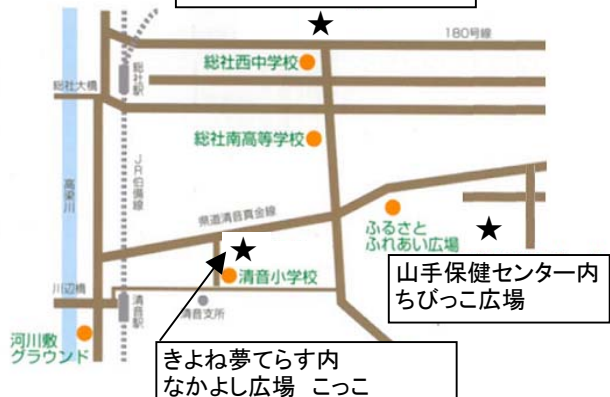 180号線
総社西中学校
総社駅
総社大橋
総社南高等学校
JR伯備線
高梁川
県道清音真金線
ふるさと
ふれあい広場
山手保健センター内
ちびっこ広場
清音小学校
川辺橋
清音駅
清音支所
河川敷
グラウンド
きよね夢てらす内
なかよし広場 こっこ